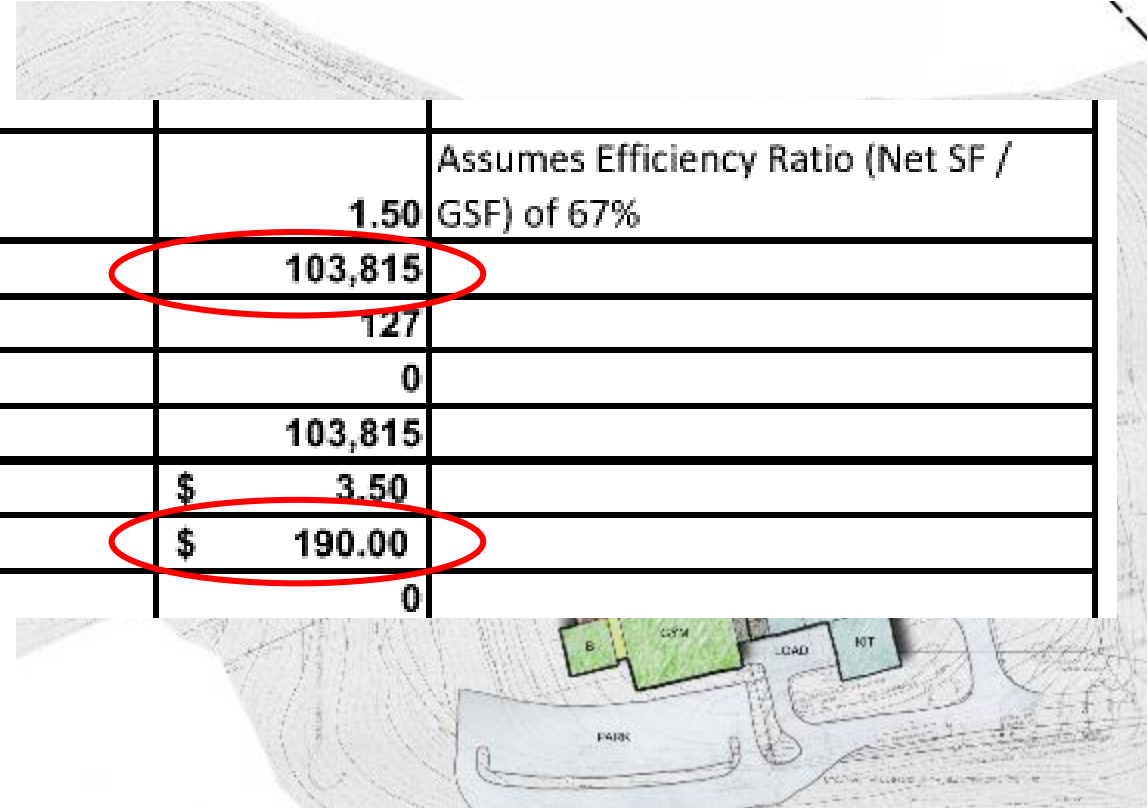 Assumes Efficiency Ratio (Net SF /
1.50 GSF) of 67%
103,815
127
0
103,815
$ 3.50
$ 190.00
0
B GYM LOAD KIT
PARK